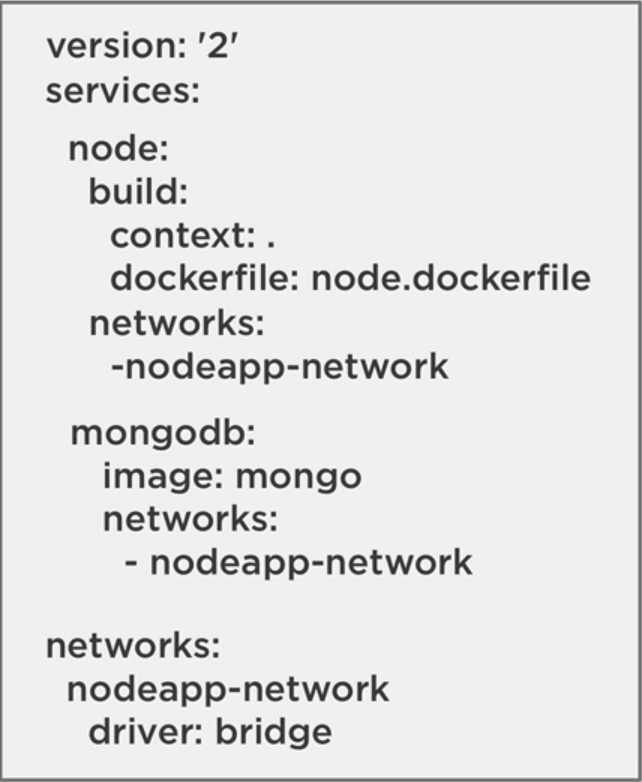 version: '2'
services:
node:
build:
context: .
dockerfile: node.dockerfile
networks:
-nodeapp-network
mongodb:
image: mongo
networks:
- nodeapp-network
networks:
nodeapp-network
driver: bridge